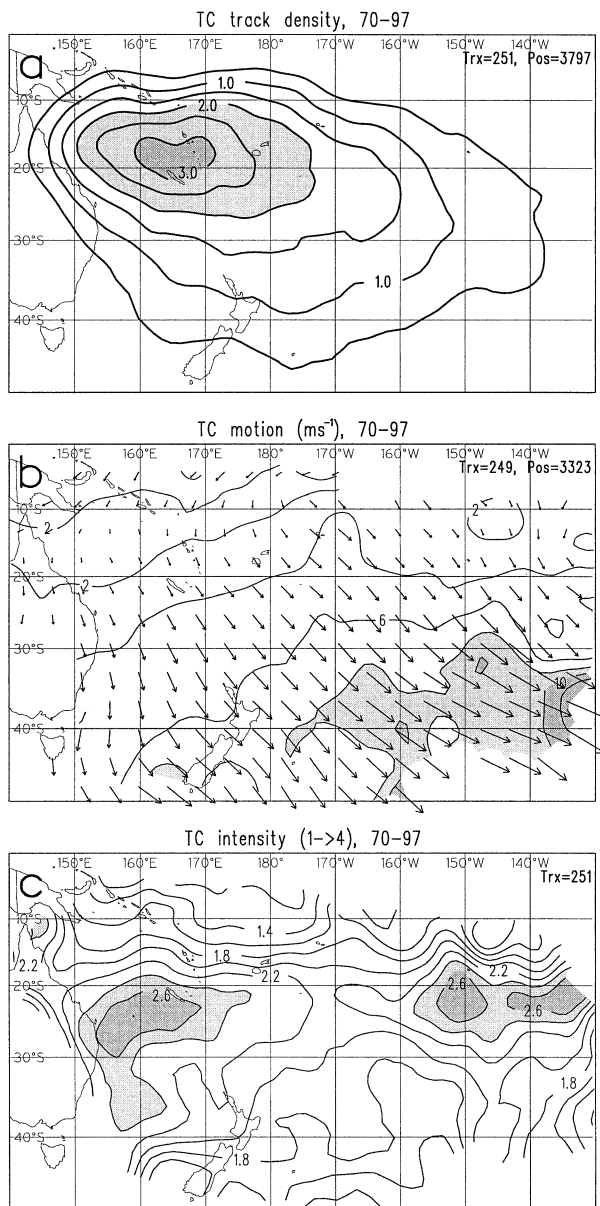 TC track density, 70-97
a
.150°E 160°E 170°E 180° 170°W 160°W 150°W 140°W
Trx=251, Pos=3797
10°S
1.0
2.0
20°S
3.0
30°S
1.0
40°S
TC motion (ms⁻¹), 70-97
b
.150°E 160°E 170°E 180° 170°W 160°W 150°W 140°W
Trx=249, Pos=3323
10°S
2
2
2
20°S
6
30°S
10
40°S
TC intensity (1->4), 70-97
c
.150°E 160°E 170°E 180° 170°W 160°W 150°W 140°W
Trx=251
10°S
1.4
1.8
2.2
2.2
2.2
20°S
2.6
2.6
2.6
30°S
1.8
40°S
1.8